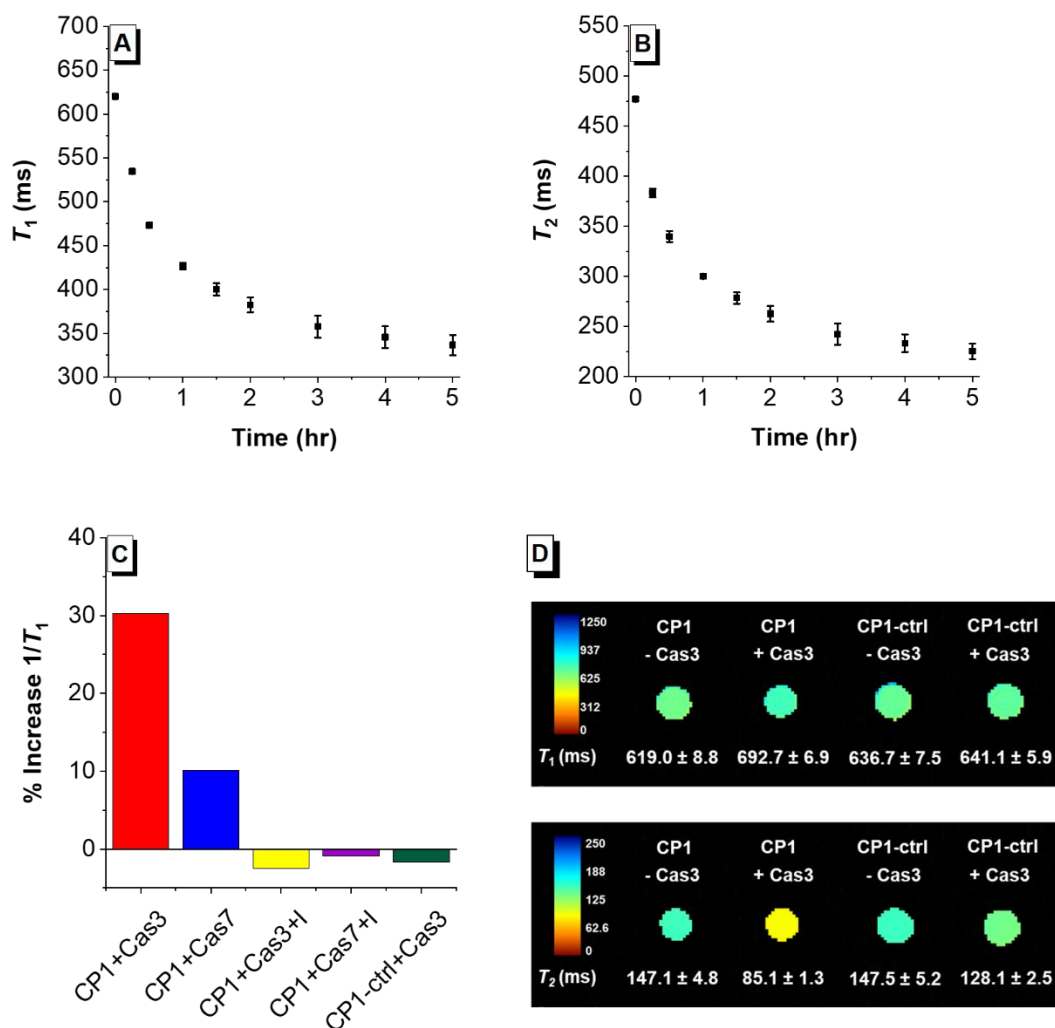 A
700
650
600
550
500
450
400
350
300
T1 (ms)
0 1 2 3 4 5
Time (hr)
B
550
500
450
400
350
300
250
200
T2 (ms)
0 1 2 3 4 5
Time (hr)
C
40
30
20
10
0
% Increase 1/T1
CP1+Cas3
CP1+Cas7
CP1+Cas3+I
CP1+Cas7+I
CP1-ctrl+Cas3
D
1250
937
625
312
0
CP1 CP1 CP1-ctrl CP1-ctrl
- Cas3 + Cas3 - Cas3 + Cas3
T1 (ms) 619.0 ± 8.8 692.7 ± 6.9 636.7 ± 7.5 641.1 ± 5.9
250
188
125
62.6
0
CP1 CP1 CP1-ctrl CP1-ctrl
- Cas3 + Cas3 - Cas3 + Cas3
T2 (ms) 147.1 ± 4.8 85.1 ± 1.3 147.5 ± 5.2 128.1 ± 2.5